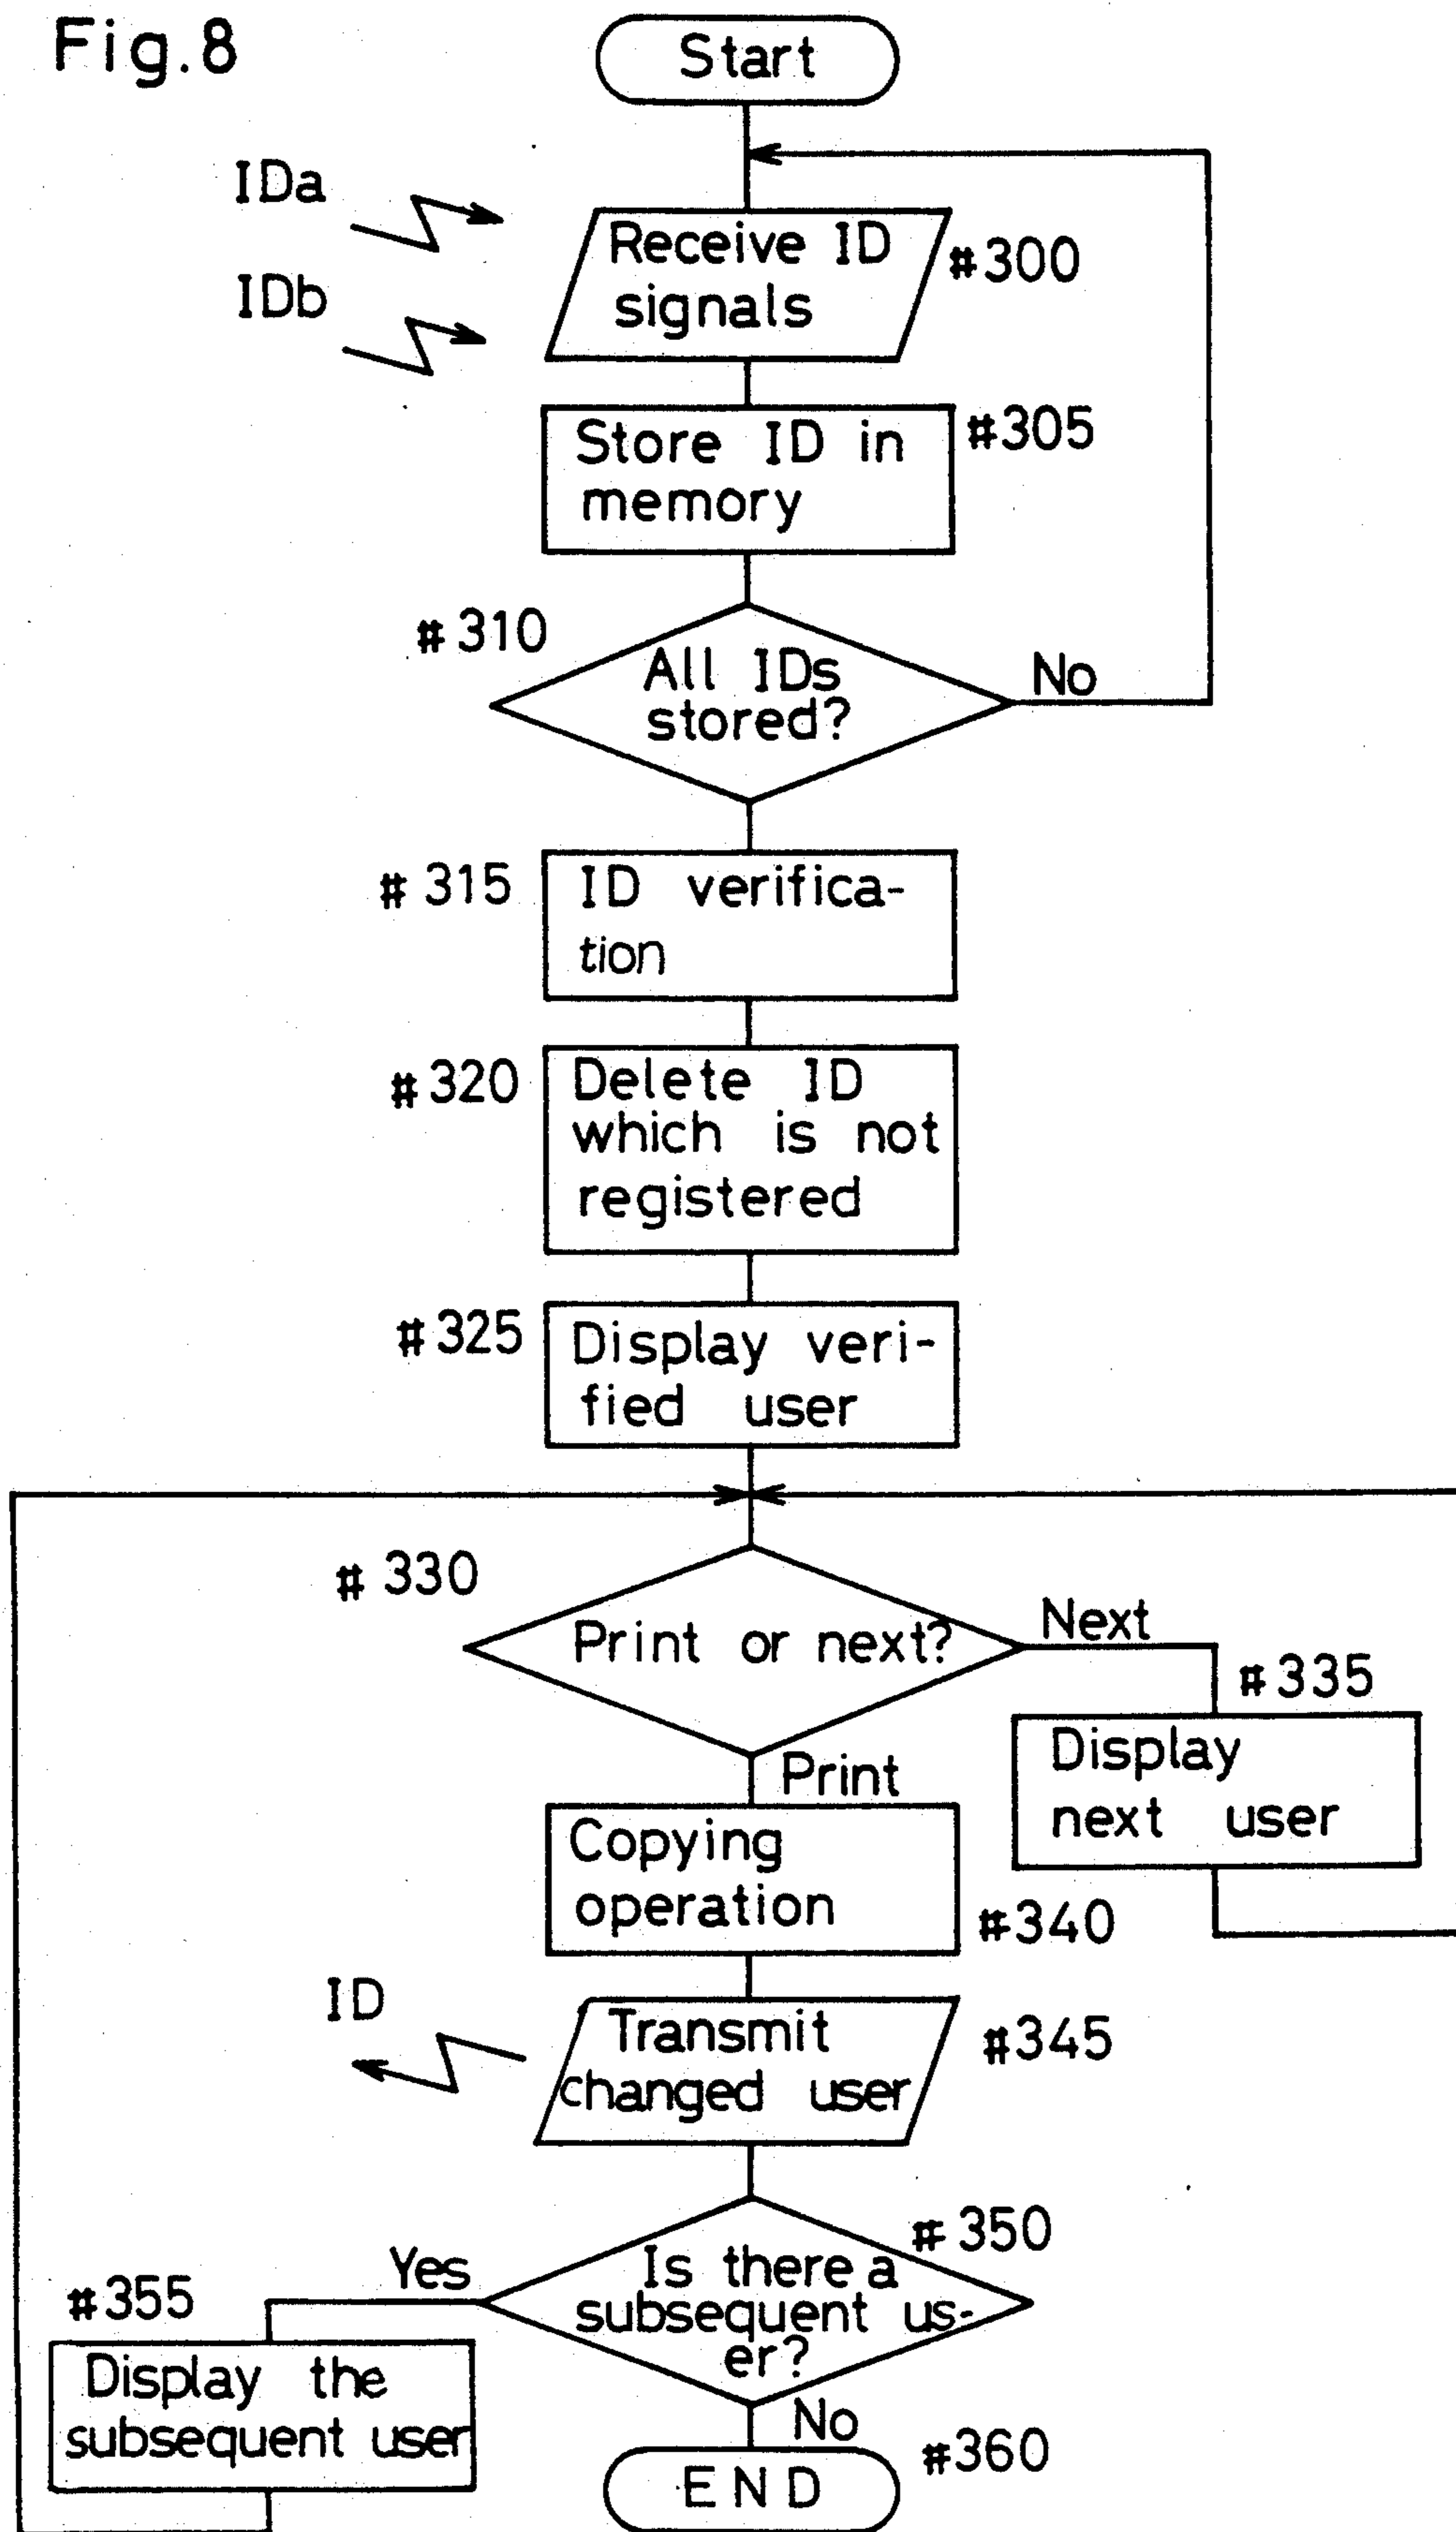 Fig.8
Start
IDa
IDb
Receive ID
signals
#300
Store ID in
memory
#305
#310
All IDs
stored?
No
#315
ID verifica-
tion
#320
Delete ID
which is not
registered
#325
Display veri-
fied user
#330
Print or next?
Next
#335
Display
next user
Print
Copying
operation
#340
ID
Transmit
changed user
#345
#350
Is there a
subsequent us-
er?
Yes
#355
Display the
subsequent user
No
END
#360